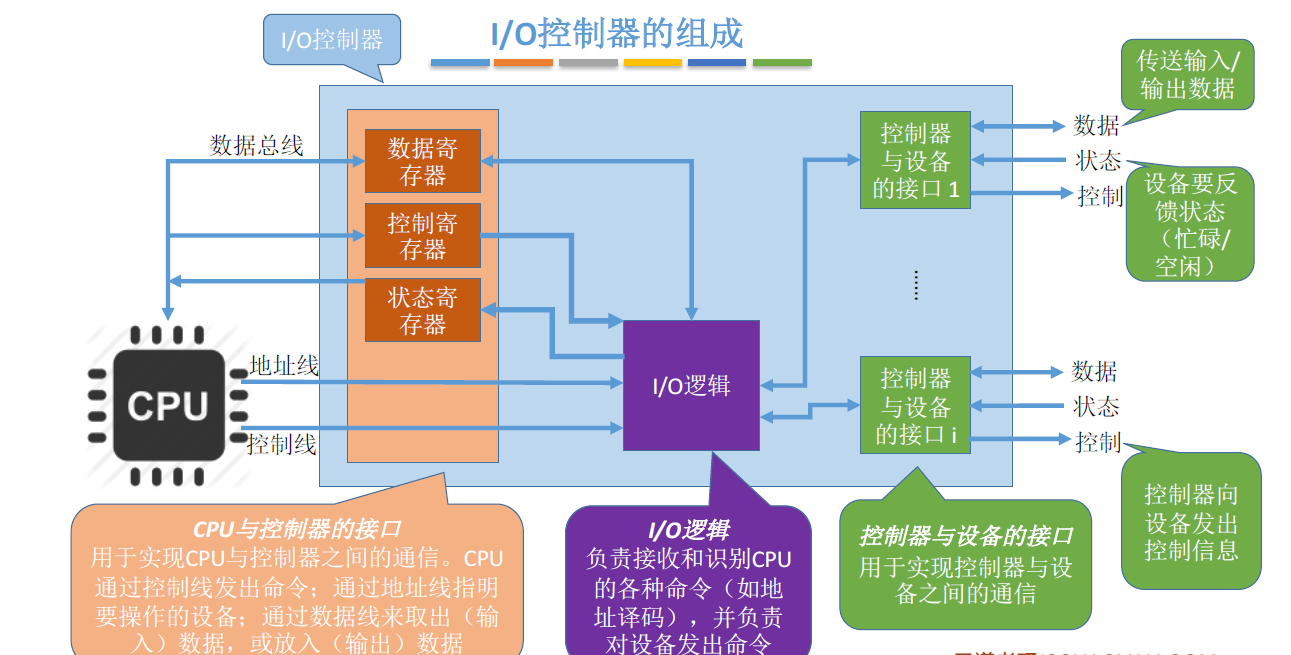 I/O控制器的组成
I/O控制器
传送输入/
输出数据
数据总线
数据寄
存器
控制寄
存器
状态寄
存器
控制器
与设备
的接口 1
数据
状态
控制
设备要反
馈状态
（忙碌/
空闲）
......
CPU
地址线
控制线
I/O逻辑
控制器
与设备
的接口 i
数据
状态
控制
控制器向
设备发出
控制信息
CPU与控制器的接口
用于实现CPU与控制器之间的通信。CPU
通过控制线发出命令；通过地址线指明
要操作的设备；通过数据线来取出（输
入）数据，或放入（输出）数据
I/O逻辑
负责接收和识别CPU
的各种命令（如地
址译码），并负责
对设备发出命令
控制器与设备的接口
用于实现控制器与设
备之间的通信